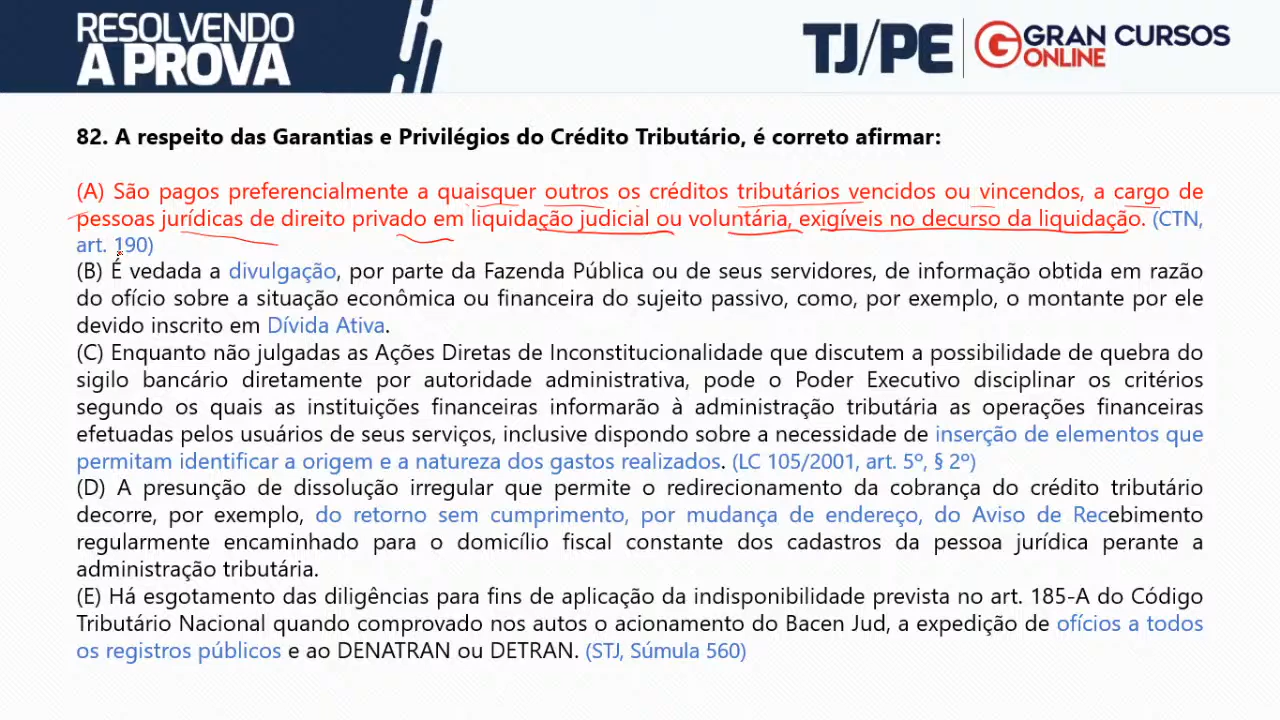 RESOLVENDO
A PROVA
TJ/PE
GRAN CURSOS
ONLINE
82. A respeito das Garantias e Privilégios do Crédito Tributário, é correto afirmar:
(A) São pagos preferencialmente a quaisquer outros os créditos tributários vencidos ou vincendos, a cargo de
pessoas jurídicas de direito privado em liquidação judicial ou voluntária, exigíveis no decurso da liquidação. (CTN,
art. 190)
(B) É vedada a divulgação, por parte da Fazenda Pública ou de seus servidores, de informação obtida em razão
do ofício sobre a situação econômica ou financeira do sujeito passivo, como, por exemplo, o montante por ele
devido inscrito em Dívida Ativa.
(C) Enquanto não julgadas as Ações Diretas de Inconstitucionalidade que discutem a possibilidade de quebra do
sigilo bancário diretamente por autoridade administrativa, pode o Poder Executivo disciplinar os critérios
segundo os quais as instituições financeiras informarão à administração tributária as operações financeiras
efetuadas pelos usuários de seus serviços, inclusive dispondo sobre a necessidade de inserção de elementos que
permitam identificar a origem e a natureza dos gastos realizados. (LC 105/2001, art. 5º, § 2º)
(D) A presunção de dissolução irregular que permite o redirecionamento da cobrança do crédito tributário
decorre, por exemplo, do retorno sem cumprimento, por mudança de endereço, do Aviso de Recebimento
regularmente encaminhado para o domicílio fiscal constante dos cadastros da pessoa jurídica perante a
administração tributária.
(E) Há esgotamento das diligências para fins de aplicação da indisponibilidade prevista no art. 185-A do Código
Tributário Nacional quando comprovado nos autos o acionamento do Bacen Jud, a expedição de ofícios a todos
os registros públicos e ao DENATRAN ou DETRAN. (STJ, Súmula 560)